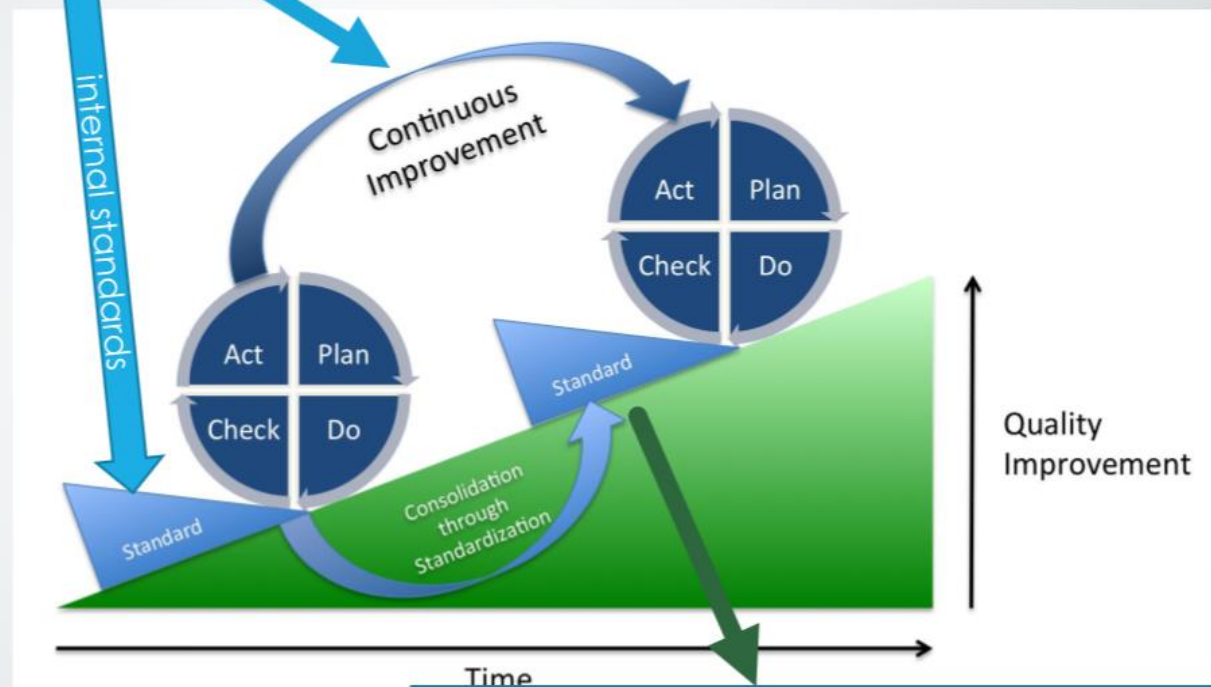 internal standards
Continuous
Improvement
Act
Plan
Check
Do
Act
Plan
Check
Do
Standard
Standard
Consolidation
through
Standardization
Quality
Improvement
Time